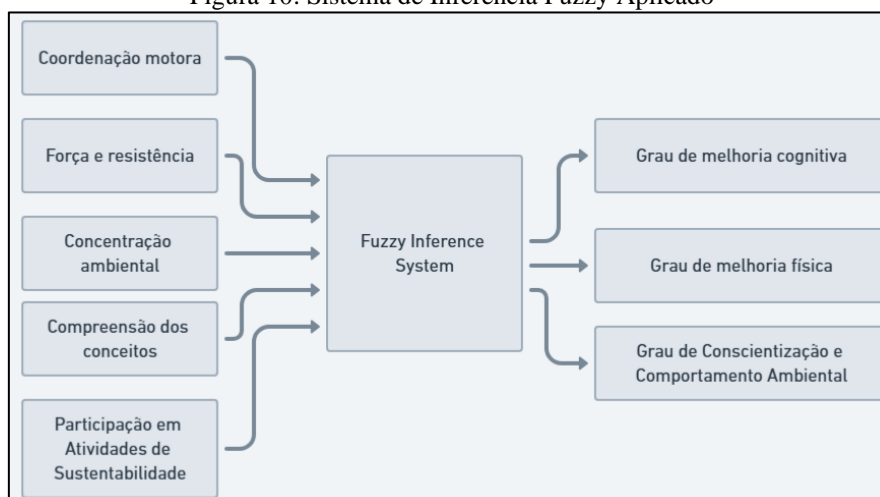 Figura 10: Sistema de Inferência Fuzzy Aplicado
Coordenação motora
Força e resistência
Concentração
ambiental
Compreensão dos
conceitos
Participação em
Atividades de
Sustentabilidade
Fuzzy Inference
System
Grau de melhoria cognitiva
Grau de melhoria física
Grau de Conscientização e
Comportamento Ambiental